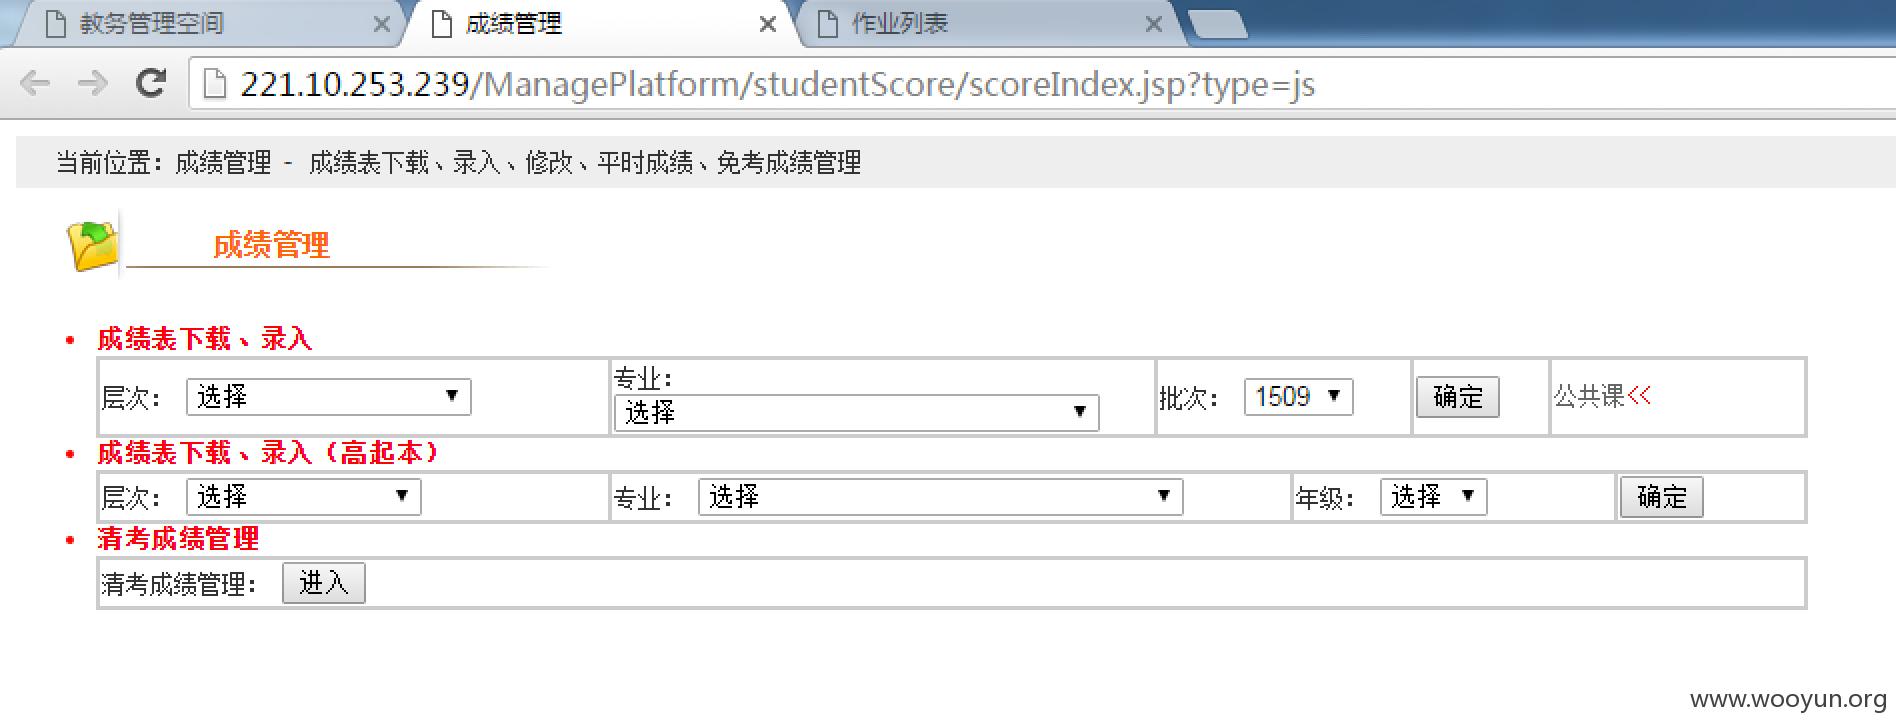 教务管理空间 成绩管理 作业列表
221.10.253.239/ManagePlatform/studentScore/scoreIndex.jsp?type=js
当前位置：成绩管理 - 成绩表下载、录入、修改、平时成绩、免考成绩管理
成绩管理
成绩表下载、录入
层次： 选择 专业： 选择 批次： 1509 确定 公共课<<
成绩表下载、录入（高起本）
层次： 选择 专业： 选择 年级： 选择 确定
清考成绩管理
清考成绩管理： 进入
www.wooyun.org